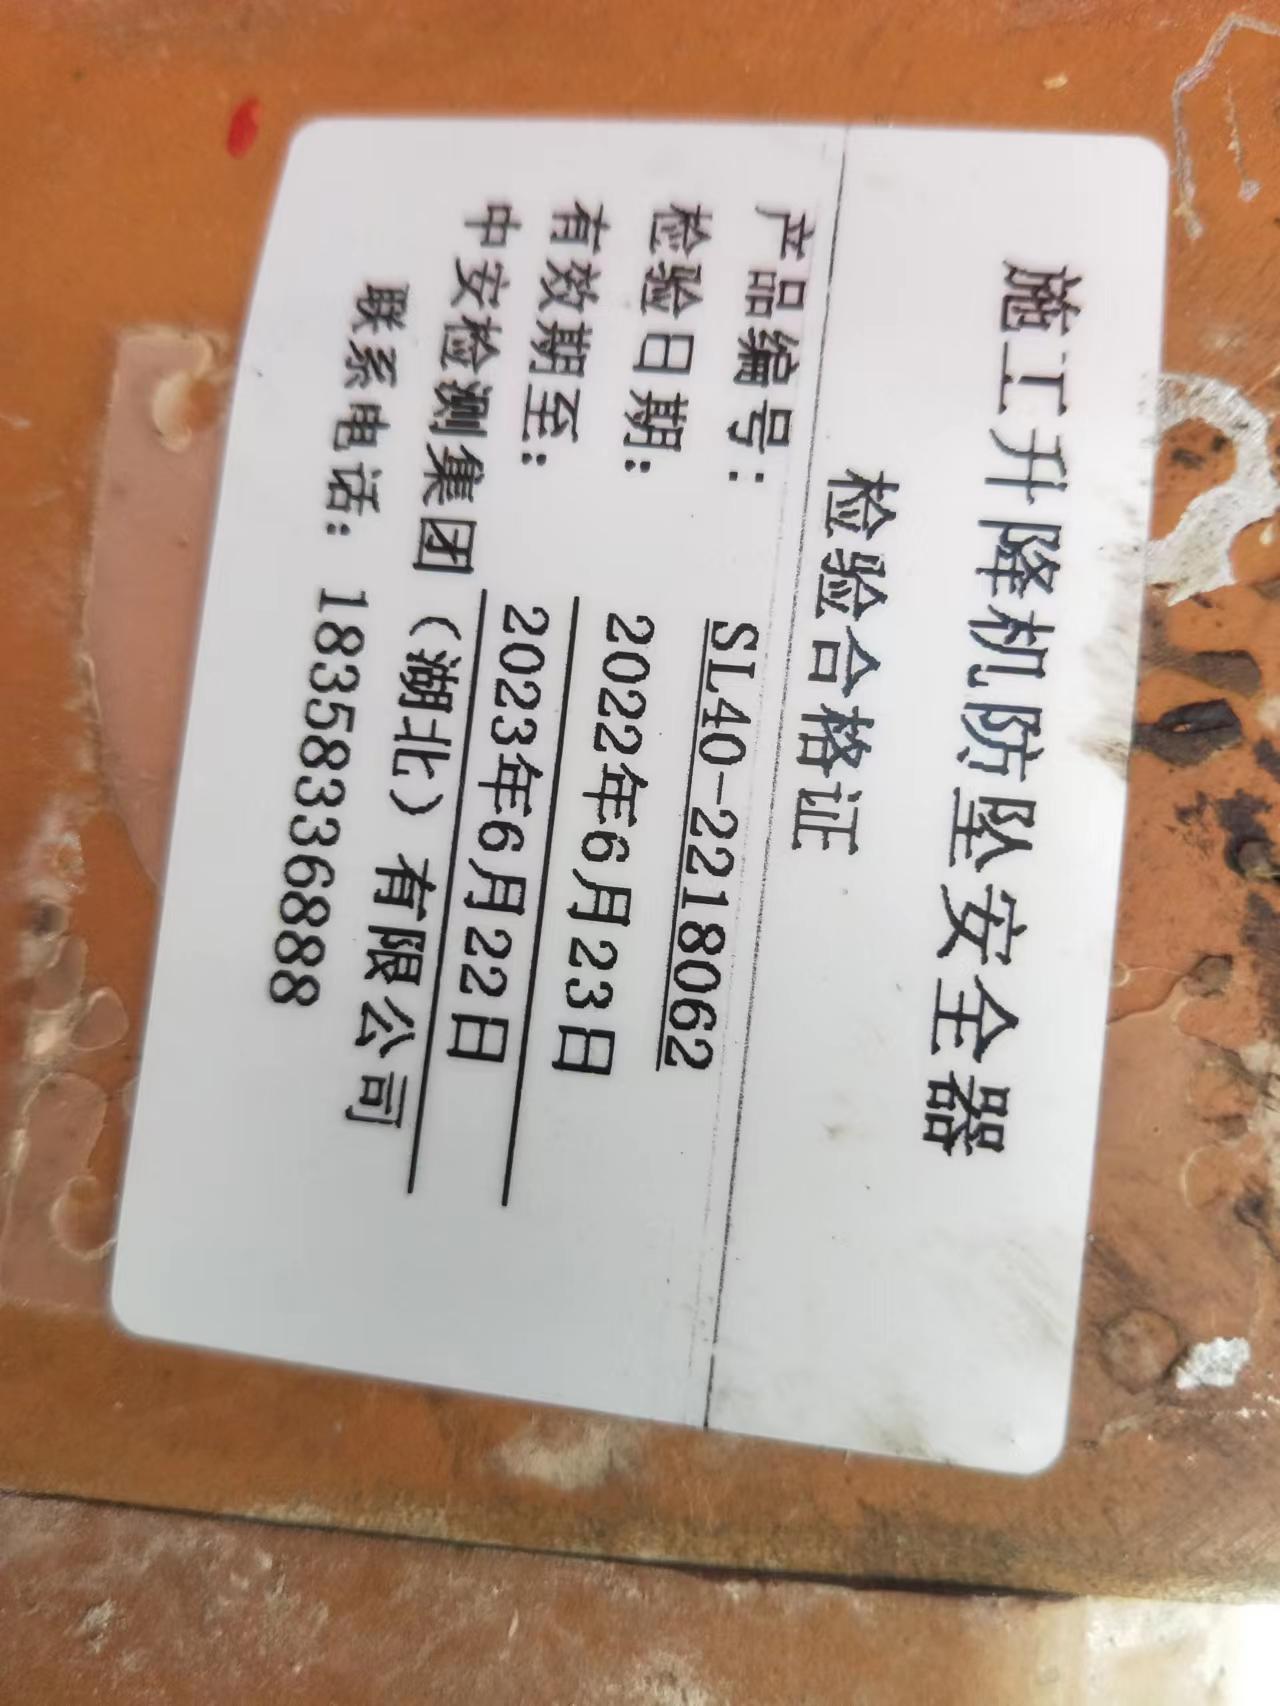 施工升降机防坠安全器
检验合格证
产品编号： SL40-2218062
检验日期： 2022年6月23日
有效期至： 2023年6月22日
中安检测集团（湖北）有限公司
联系电话： 18358336888